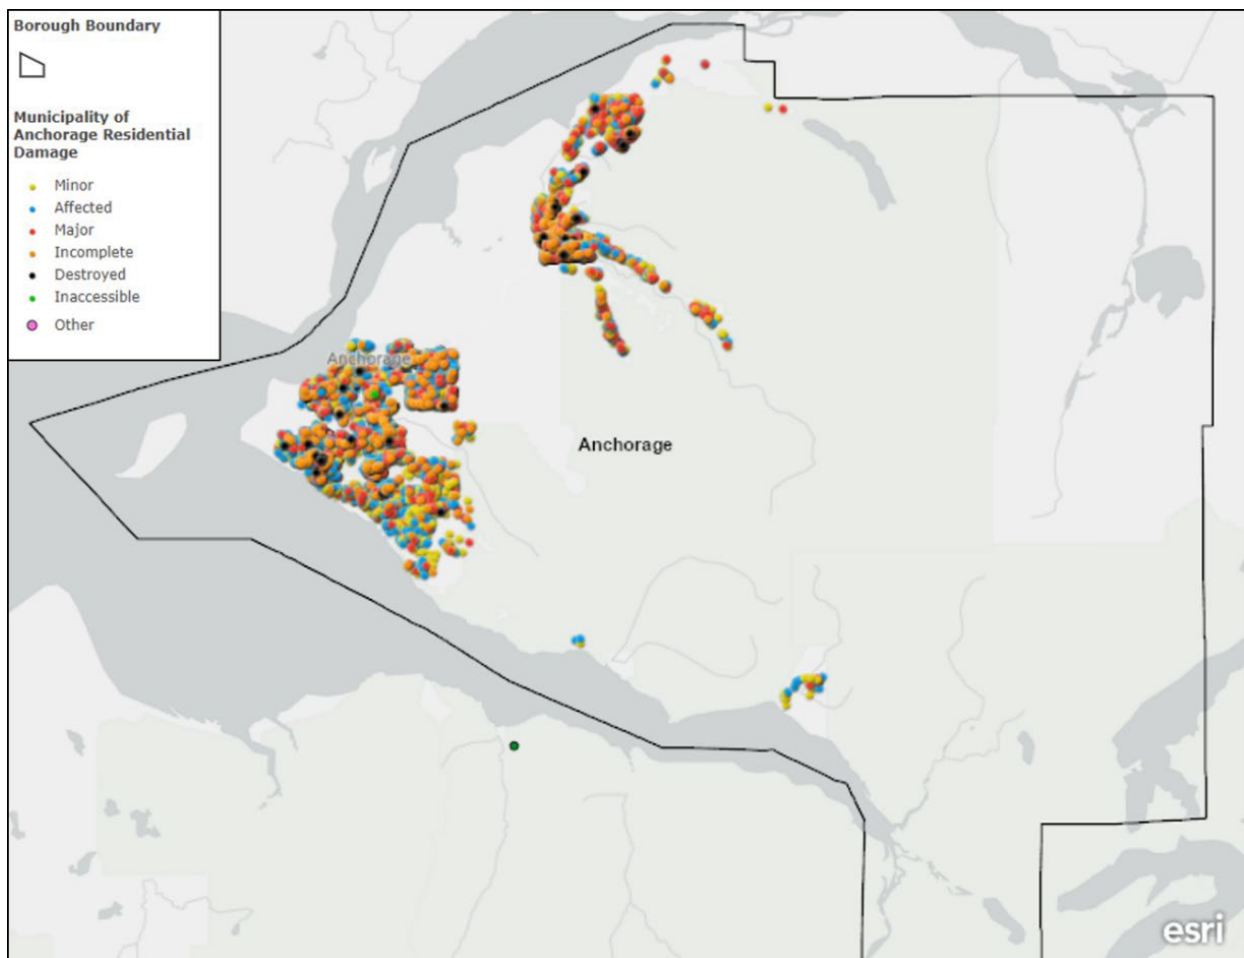 Borough Boundary
Municipality of
Anchorage Residential
Damage
Minor
Affected
Major
Incomplete
Destroyed
Inaccessible
Other
Anchorage
Anchorage
esri